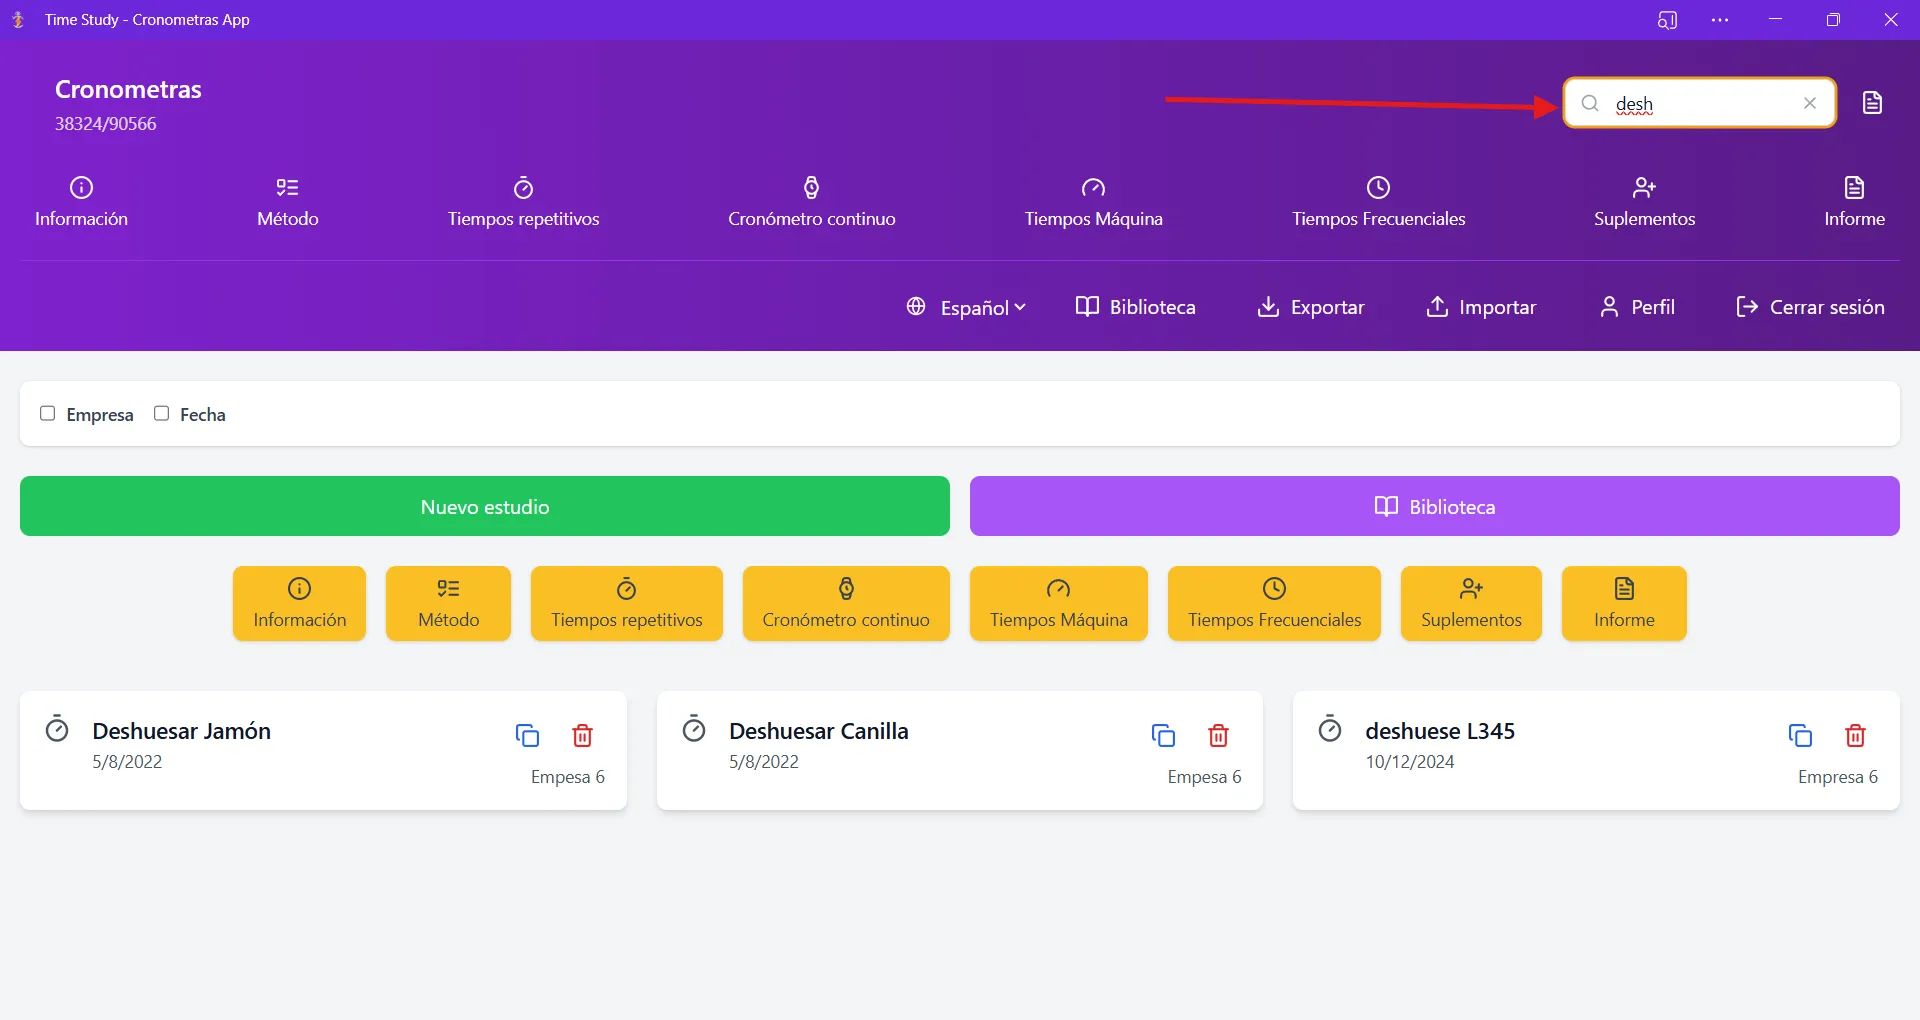 Time Study - Cronometras App
Cronometras
38324/90566
desh
Información
Método
Tiempos repetitivos
Cronómetro continuo
Tiempos Máquina
Tiempos Frecuenciales
Suplementos
Informe
Español
Biblioteca
Exportar
Importar
Perfil
Cerrar sesión
Empresa
Fecha
Nuevo estudio
Biblioteca
Información
Método
Tiempos repetitivos
Cronómetro continuo
Tiempos Máquina
Tiempos Frecuenciales
Suplementos
Informe
Deshuesar Jamón
5/8/2022
Empesa 6
Deshuesar Canilla
5/8/2022
Empesa 6
deshuese L345
10/12/2024
Empresa 6